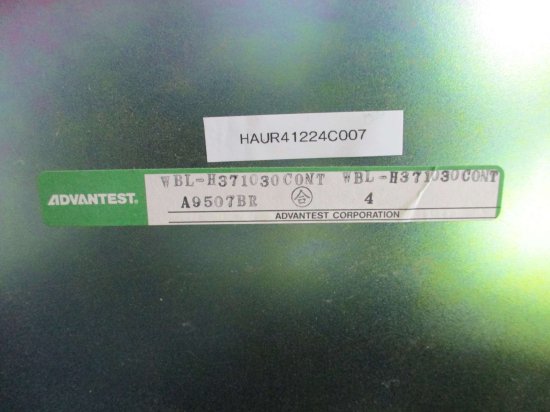 HAUR41224C007
WBL-H371030CONT WBL-H371030CONT
ADVANTEST®
A9507BR 合 4
ADVANTEST CORPORATION